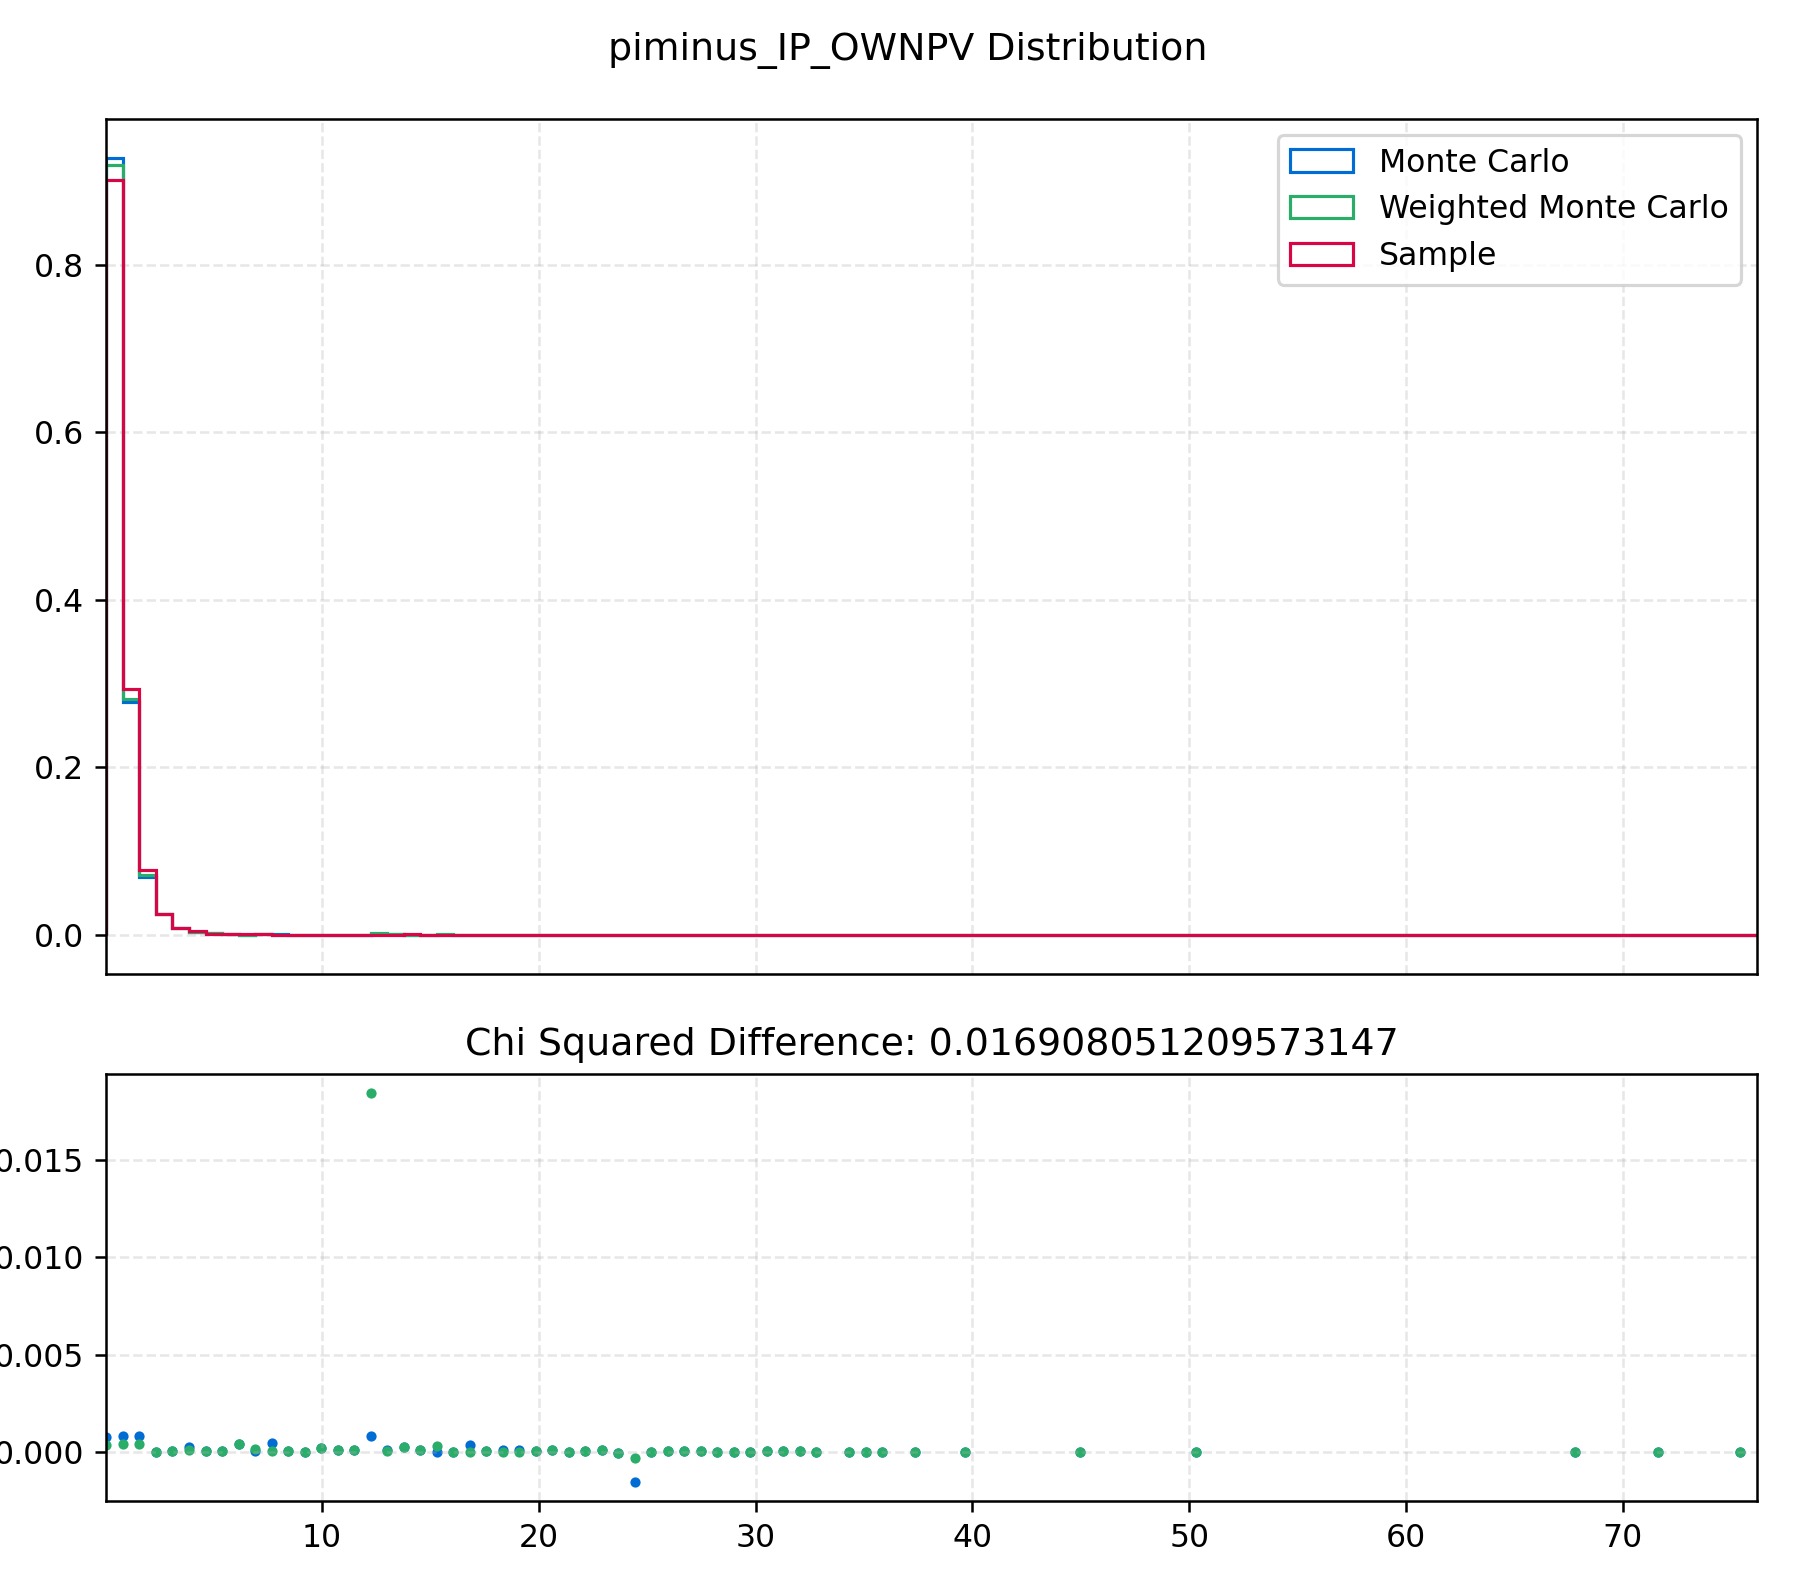 piminus_IP_OWNPV Distribution
Monte Carlo
Weighted Monte Carlo
Sample
0.8
0.6
0.4
0.2
0.0
Chi Squared Difference: 0.016908051209573147
0.015
0.010
0.005
0.000
10 20 30 40 50 60 70